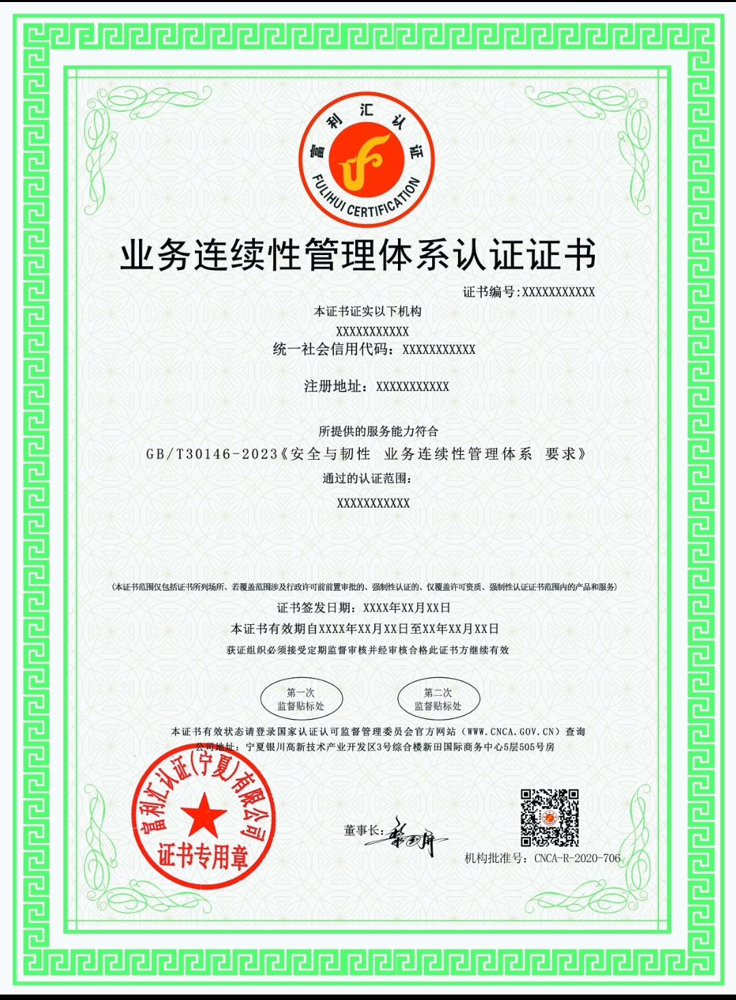 富利汇认证
FULIHUI CERTIFICATION
业务连续性管理体系认证证书
证书编号:XXXXXXXXXXX
本证书证实以下机构
XXXXXXXXXXX
统一社会信用代码：XXXXXXXXXXX
注册地址：XXXXXXXXXXX
所提供的服务能力符合
GB/T30146-2023《安全与韧性 业务连续性管理体系 要求》
通过的认证范围：
XXXXXXXXXXX
（本证书范围仅包括证书所列场所、若覆盖范围涉及行政许可前前置审批的、强制性认证的、仅覆盖许可资质、强制性认证证书范围内的产品和服务）
证书签发日期：XXXX年XX月XX日
本证书有效期自XXXX年XX月XX日至XX年XX月XX日
获证组织必须接受定期监督审核并经审核合格此证书方继续有效
第一次
监督贴标处
第二次
监督贴标处
本证书有效状态请登录国家认证认可监督管理委员会官方网站（WWW.CNCA.GOV.CN）查询
公司地址：宁夏银川高新技术产业开发区3号综合楼新田国际商务中心5层505号房
富利汇认证(宁夏)有限公司
证书专用章
董事长：
机构批准号：CNCA-R-2020-706